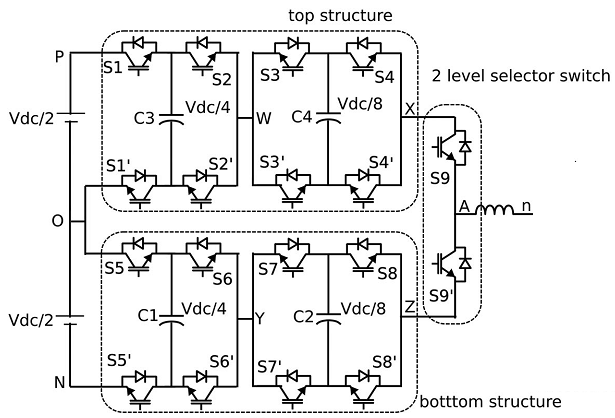 top structure
2 level selector switch
P
S1
S2
S3
S4
Vdc/2
C3
Vdc/4
W
C4
Vdc/8
X
S1'
S2'
S3'
S4'
S9
O
A
n
S5
S6
S7
S8
S9'
Vdc/2
C1
Vdc/4
Y
C2
Vdc/8
Z
S5'
S6'
S7'
S8'
N
botttom structure